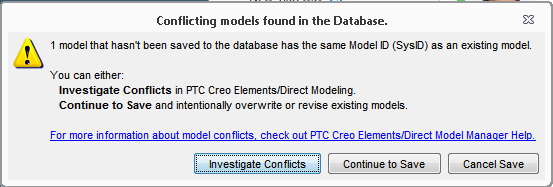 Conflicting models found in the Database.
1 model that hasn't been saved to the database has the same Model ID (SysID) as an existing model.
You can either:
Investigate Conflicts in PTC Creo Elements/Direct Modeling.
Continue to Save and intentionally overwrite or revise existing models.
For more information about model conflicts, check out PTC Creo Elements/Direct Model Manager Help.
Investigate Conflicts
Continue to Save
Cancel Save